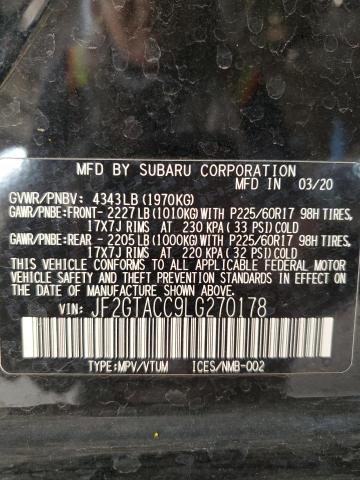 MFD BY SUBARU CORPORATION
MFD IN 03/20
GVWR/PNBV: 4343LB (1970KG)
GAWR/PNBE:FRONT- 2227LB (1010KG)WITH P225/60R17 98H TIRES,
17X7J RIMS AT 230 KPA ( 33 PSI) COLD
GAWR/PNBE:REAR - 2205LB (1000KG)WITH P225/60R17 98H TIRES,
17X7J RIMS AT 220 KPA ( 32 PSI) COLD
THIS VEHICLE CONFORMS TO ALL APPLICABLE FEDERAL MOTOR
VEHICLE SAFETY AND THEFT PREVENTION STANDARDS IN EFFECT
ON THE DATE OF MANUFACTURE SHOWN ABOVE.
VIN: JF2GTACC9LG270178
TYPE:MPV/VTUM ICES/NMB-002